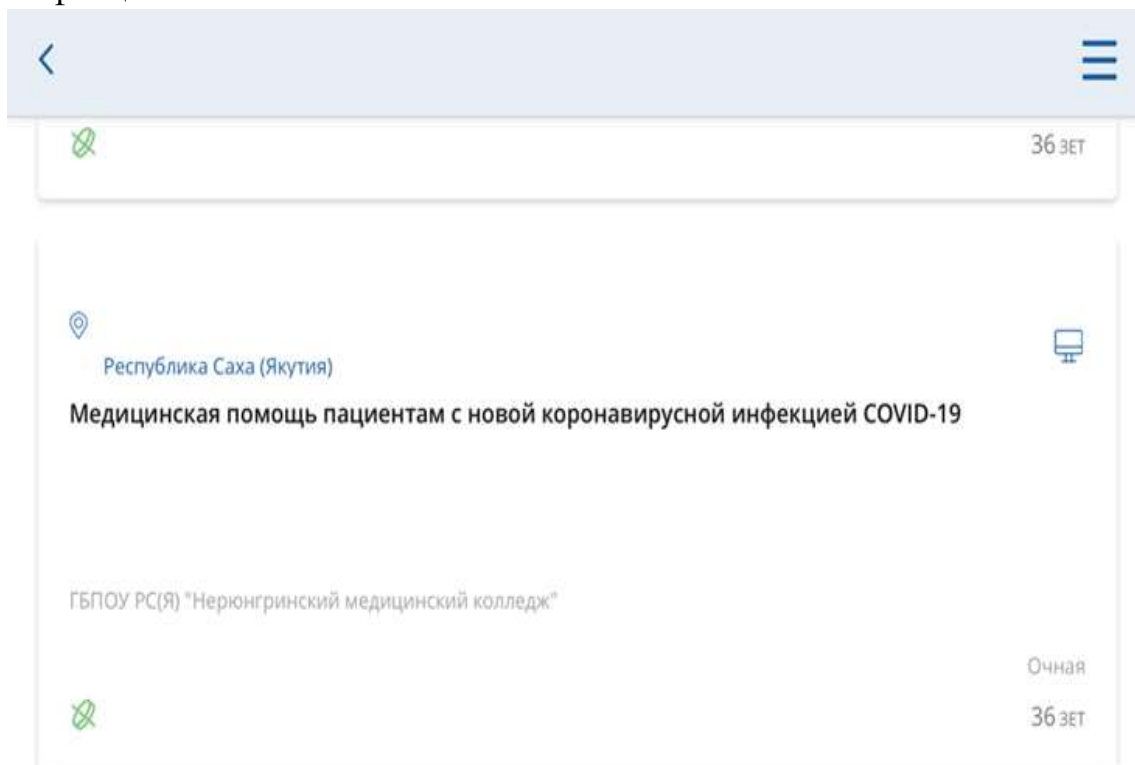 36 ЗЕТ
Республика Саха (Якутия)
Медицинская помощь пациентам с новой коронавирусной инфекцией COVID-19
ГБПОУ РС(Я) "Нерюнгринский медицинский колледж"
Очная
36 ЗЕТ